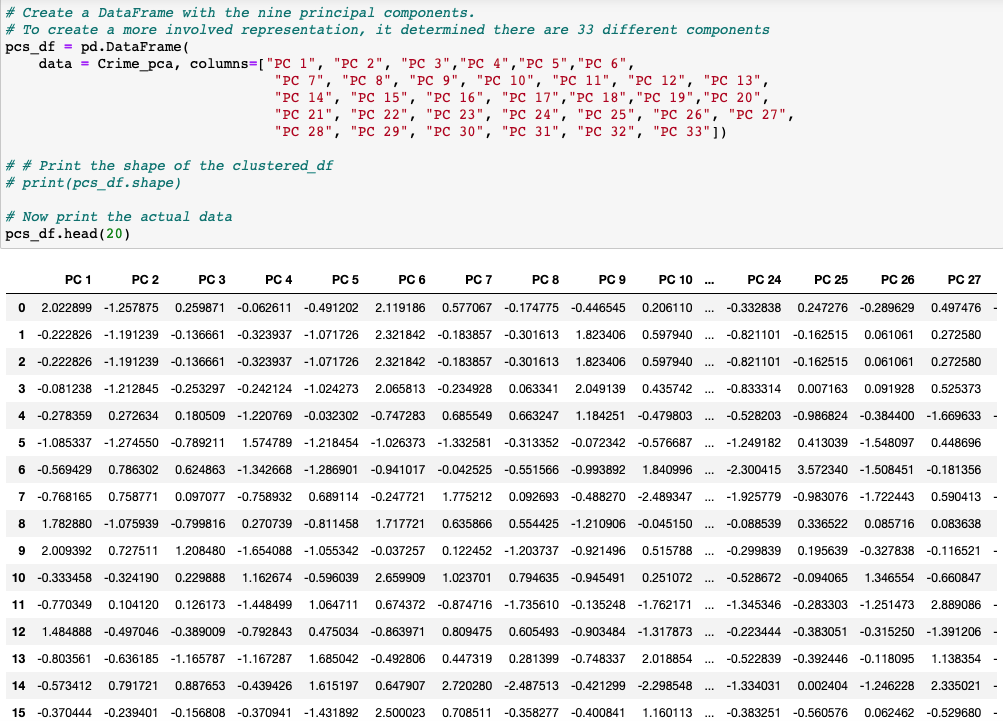 # Create a DataFrame with the nine principal components.
# To create a more involved representation, it determined there are 33 different components
pcs_df = pd.DataFrame(
    data = Crime_pca, columns=["PC 1", "PC 2", "PC 3","PC 4","PC 5","PC 6",
                               "PC 7", "PC 8", "PC 9", "PC 10", "PC 11", "PC 12", "PC 13",
                               "PC 14", "PC 15", "PC 16", "PC 17","PC 18","PC 19","PC 20",
                               "PC 21", "PC 22", "PC 23", "PC 24", "PC 25", "PC 26", "PC 27",
                               "PC 28", "PC 29", "PC 30", "PC 31", "PC 32", "PC 33"])
# # Print the shape of the clustered_df
# print(pcs_df.shape)
# Now print the actual data
pcs_df.head(20)
PC 1 PC 2 PC 3 PC 4 PC 5 PC 6 PC 7 PC 8 PC 9 PC 10 ... PC 24 PC 25 PC 26 PC 27
0 2.022899 -1.257875 0.259871 -0.062611 -0.491202 2.119186 0.577067 -0.174775 -0.446545 0.206110 ... -0.332838 0.247276 -0.289629 0.497476 -
1 -0.222826 -1.191239 -0.136661 -0.323937 -1.071726 2.321842 -0.183857 -0.301613 1.823406 0.597940 ... -0.821101 -0.162515 0.061061 0.272580
2 -0.222826 -1.191239 -0.136661 -0.323937 -1.071726 2.321842 -0.183857 -0.301613 1.823406 0.597940 ... -0.821101 -0.162515 0.061061 0.272580
3 -0.081238 -1.212845 -0.253297 -0.242124 -1.024273 2.065813 -0.234928 0.063341 2.049139 0.435742 ... -0.833314 0.007163 0.091928 0.525373
4 -0.278359 0.272634 0.180509 -1.220769 -0.032302 -0.747283 0.685549 0.663247 1.184251 -0.479803 ... -0.528203 -0.986824 -0.384400 -1.669633 -
5 -1.085337 -1.274550 -0.789211 1.574789 -1.218454 -1.026373 -1.332581 -0.313352 -0.072342 -0.576687 ... -1.249182 0.413039 -1.548097 0.448696
6 -0.569429 0.786302 0.624863 -1.342668 -1.286901 -0.941017 -0.042525 -0.551566 -0.993892 1.840996 ... -2.300415 3.572340 -1.508451 -0.181356
7 -0.768165 0.758771 0.097077 -0.758932 0.689114 -0.247721 1.775212 0.092693 -0.488270 -2.489347 ... -1.925779 -0.983076 -1.722443 0.590413 -
8 1.782880 -1.075939 -0.799816 0.270739 -0.811458 1.717721 0.635866 0.554425 -1.210906 -0.045150 ... -0.088539 0.336522 0.085716 0.083638
9 2.009392 0.727511 1.208480 -1.654088 -1.055342 -0.037257 0.122452 -1.203737 -0.921496 0.515788 ... -0.299839 0.195639 -0.327838 -0.116521 -
10 -0.333458 -0.324190 0.229888 1.162674 -0.596039 2.659909 1.023701 0.794635 -0.945491 0.251072 ... -0.528672 -0.094065 1.346554 -0.660847
11 -0.770349 0.104120 0.126173 -1.448499 1.064711 0.674372 -0.874716 -1.735610 -0.135248 -1.762171 ... -1.345346 -0.283303 -1.251473 2.889086 -
12 1.484888 -0.497046 -0.389009 -0.792843 0.475034 -0.863971 0.809475 0.605493 -0.903484 -1.317873 ... -0.223444 -0.383051 -0.315250 -1.391206 -
13 -0.803561 -0.636185 -1.165787 -1.167287 1.685042 -0.492806 0.447319 0.281399 -0.748337 2.018854 ... -0.522839 -0.392446 -0.118095 1.138354 -
14 -0.573412 0.791721 0.887653 -0.439426 1.615197 0.647907 2.720280 -2.487513 -0.421299 -2.298548 ... -1.334031 0.002404 -1.246228 2.335021 -
15 -0.370444 -0.239401 -0.156808 -0.370941 -1.431892 2.500023 0.708511 -0.358277 -0.400841 1.160113 ... -0.383251 -0.560576 0.062462 -0.529680